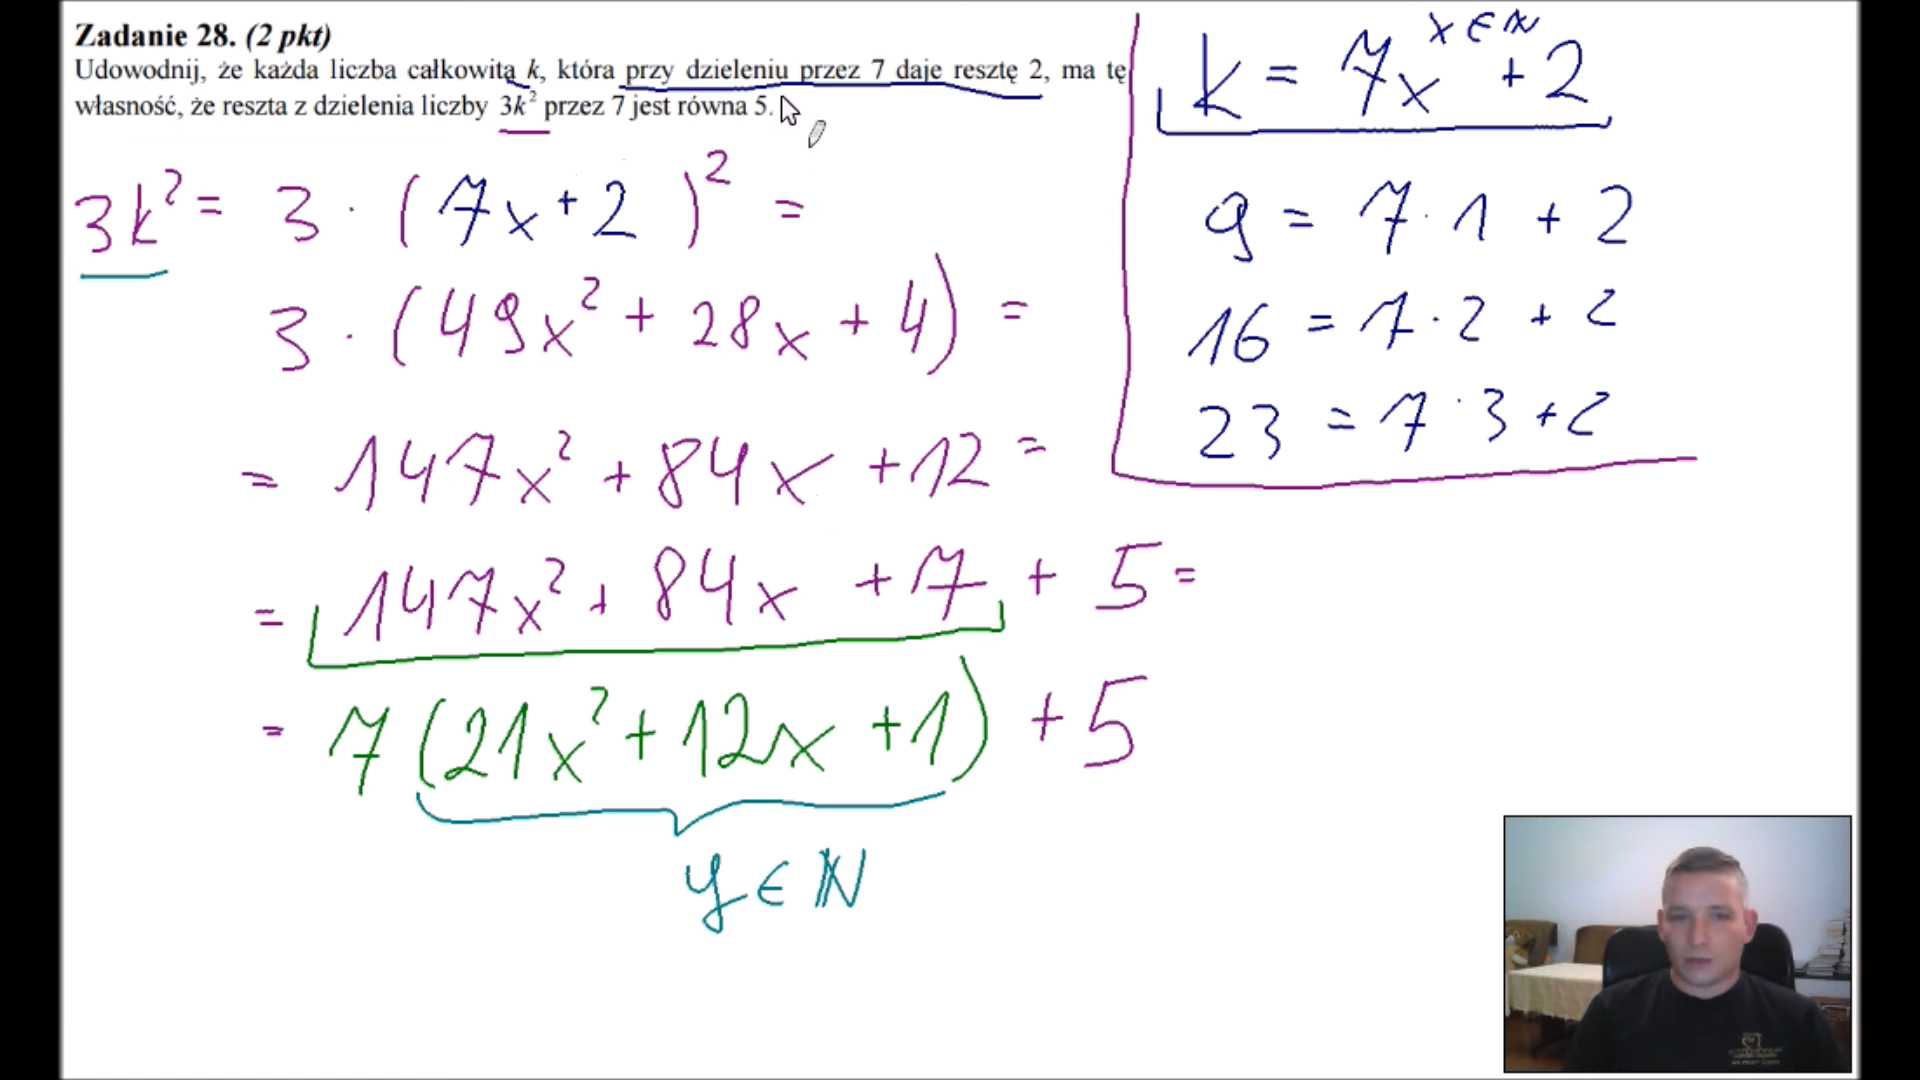 Zadanie 28. (2 pkt)
Udowodnij, że każda liczba całkowita k, która przy dzieleniu przez 7 daje resztę 2, ma tę
własność, że reszta z dzielenia liczby 3k² przez 7 jest równa 5.
x ∈ N
k = 7x + 2
9 = 7 · 1 + 2
16 = 7 · 2 + 2
23 = 7 · 3 + 2
3k² = 3 · (7x + 2)² =
3 · (49x² + 28x + 4) =
= 147x² + 84x + 12 =
= 147x² + 84x + 7 + 5 =
= 7(21x² + 12x + 1) + 5
y ∈ N